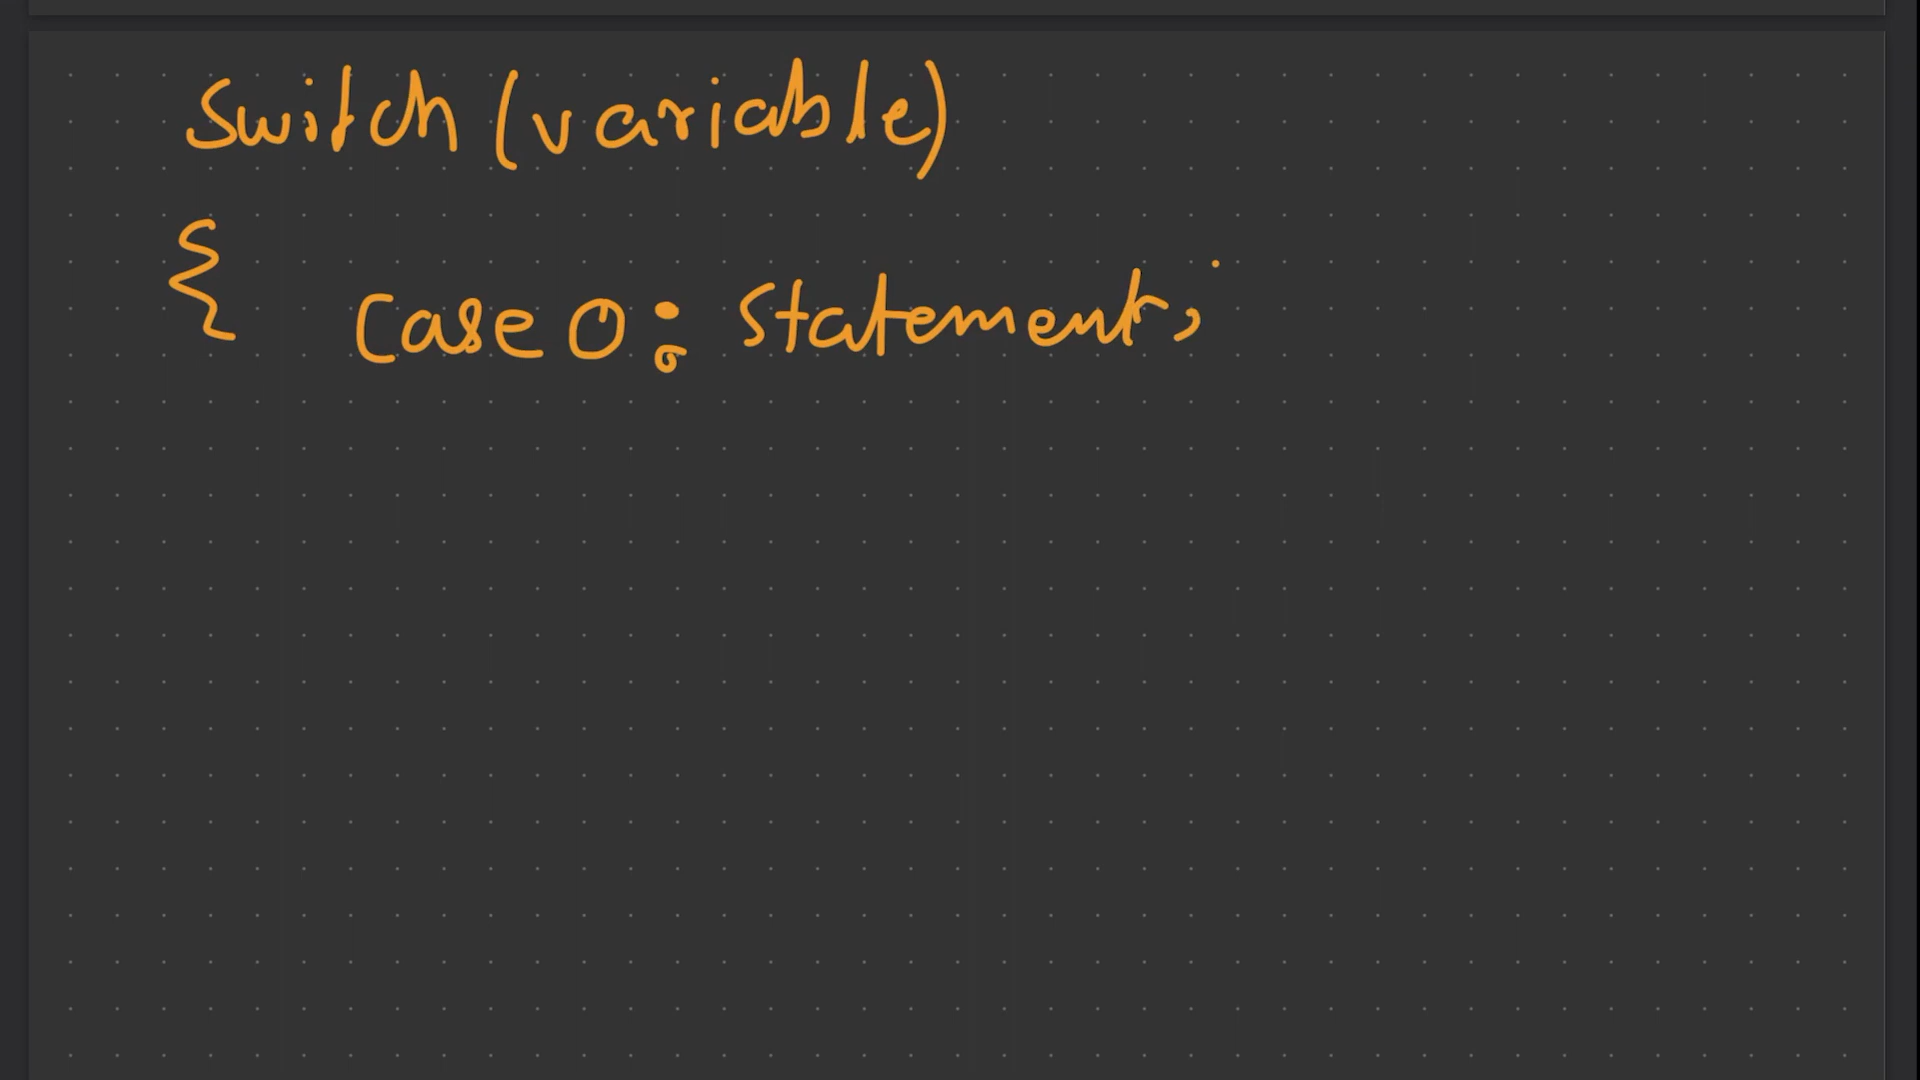 Switch (variable)
{
Case 0 : Statement;